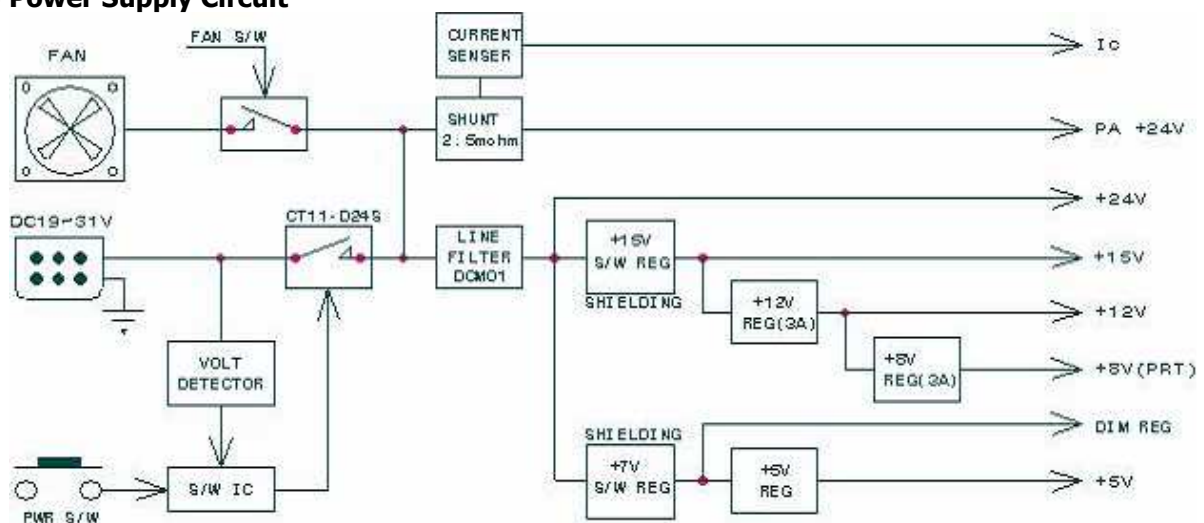 Power Supply Circuit
FAN
FAN S/W
CURRENT
SENSER
IC
SHUNT
2.5mohm
PA +24V
DC19~31V
CT11-D24S
LINE
FILTER
DCM01
+24V
+15V
S/W REG
SHIELDING
+15V
+12V
REG(3A)
+12V
+8V
REG(3A)
+8V(PRT)
VOLT
DETECTOR
SHIELDING
+7V
S/W REG
DIM REG
+5V
REG
+5V
S/W IC
PWR S/W